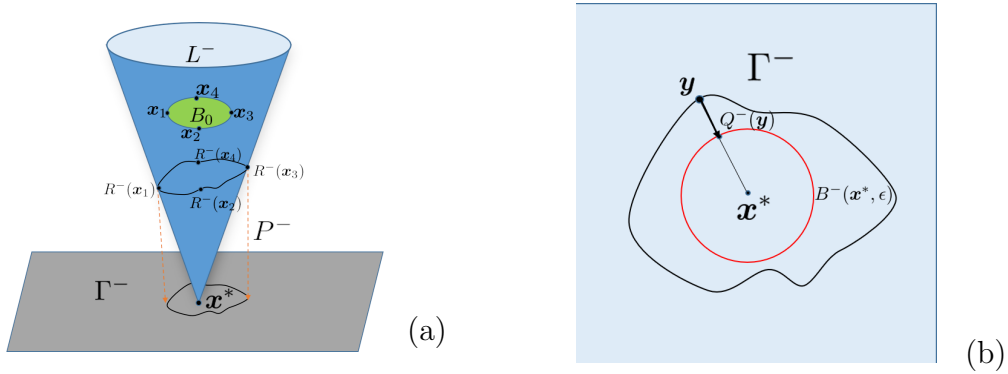 L⁻
x₄
x₁ B₀ x₃
x₂
R⁻(x₄)
R⁻(x₁) R⁻(x₃)
R⁻(x₂)
P⁻
Γ⁻ x*
(a)
Γ⁻
y
Q⁻(y)
x* B⁻(x*, ϵ)
(b)